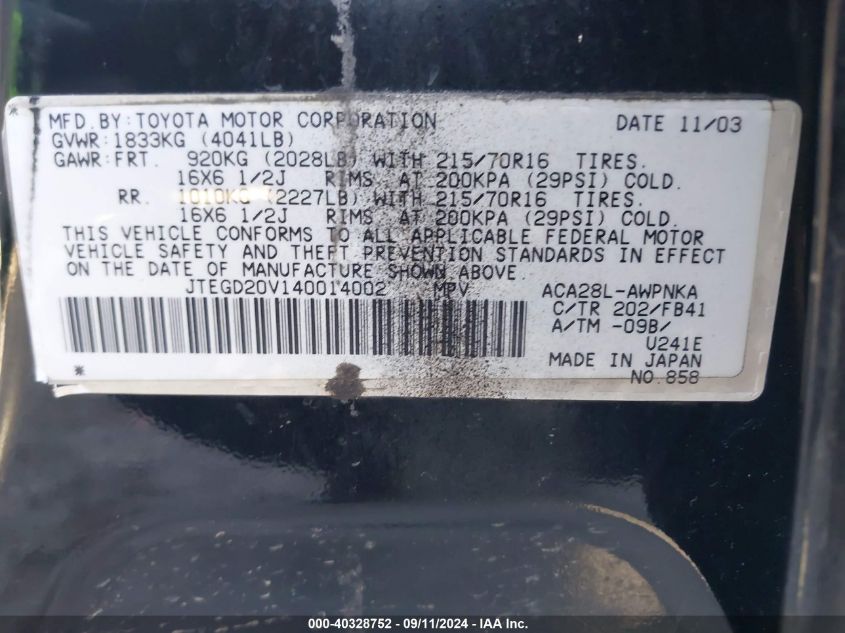 MFD.BY:TOYOTA MOTOR CORPORATION DATE 11/03
GVWR:1833KG (4041LB)
GAWR:FRT. 920KG (2028LB) WITH 215/70R16 TIRES.
16X6 1/2J RIMS AT 200KPA (29PSI) COLD.
RR. 1010KG (2227LB) WITH 215/70R16 TIRES.
16X6 1/2J RIMS AT 200KPA (29PSI) COLD.
THIS VEHICLE CONFORMS TO ALL APPLICABLE FEDERAL MOTOR
VEHICLE SAFETY AND THEFT PREVENTION STANDARDS IN EFFECT
ON THE DATE OF MANUFACTURE SHOWN ABOVE.
JTEGD20V140014002 MPV ACA28L-AWPNKA
C/TR 202/FB41
A/TM -09B/
U241E
MADE IN JAPAN
NO.858
000-40328752 - 09/11/2024 - IAA Inc.